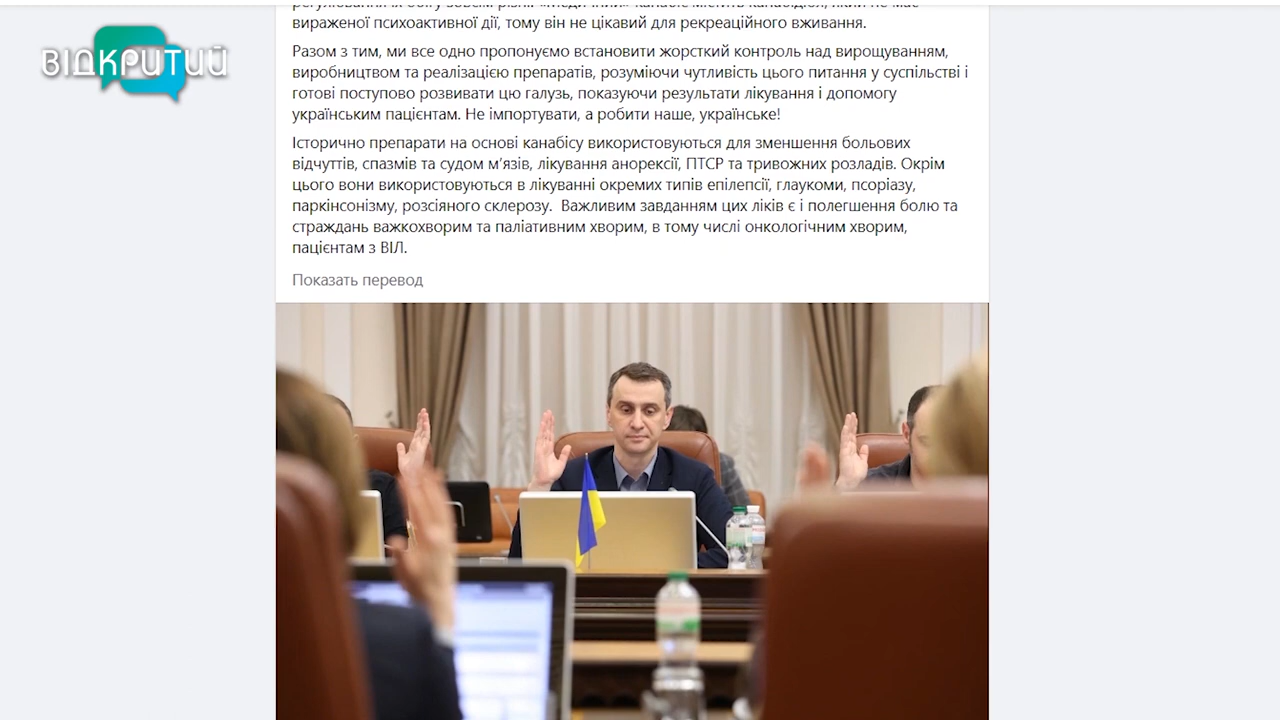 ВІДКРИТИЙ
вираженої психоактивної дії, тому він не цікавий для рекреаційного вживання.
Разом з тим, ми все одно пропонуємо встановити жорсткий контроль над вирощуванням,
виробництвом та реалізацією препаратів, розуміючи чутливість цього питання у суспільстві і
готові поступово розвивати цю галузь, показуючи результати лікування і допомогу
українським пацієнтам. Не імпортувати, а робити наше, українське!
Історично препарати на основі канабісу використовуються для зменшення больових
відчуттів, спазмів та судом м’язів, лікування анорексії, ПТСР та тривожних розладів. Окрім
цього вони використовуються в лікуванні окремих типів епілепсії, глаукоми, псоріазу,
паркінсонізму, розсіяного склерозу. Важливим завданням цих ліків є і полегшення болю та
страждань важкохворим та паліативним хворим, в тому числі онкологічним хворим,
пацієнтам з ВІЛ.
Показать перевод